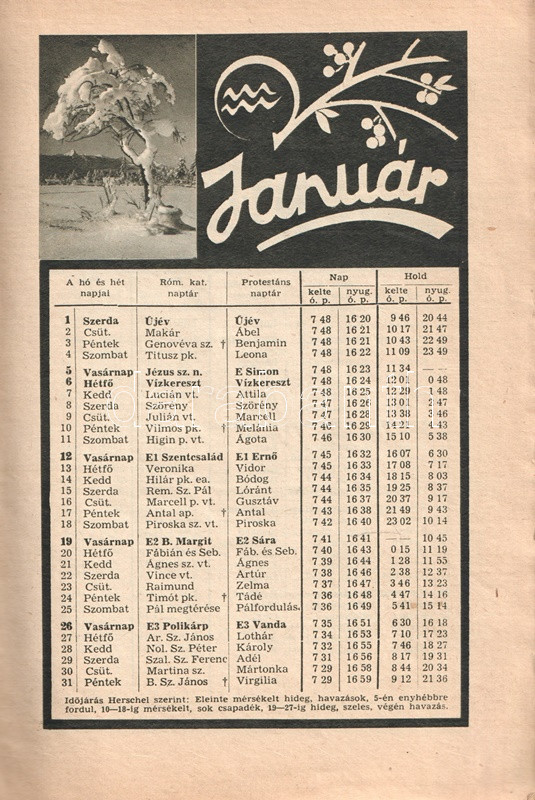 Január
A hó és hét napjai Róm. kat. naptár Protestáns naptár Nap Hold
kelte ó. p. nyug. ó. p. kelte ó. p. nyug. ó. p.
1 Szerda Újév Újév 7 48 16 20 9 46 20 44
2 Csüt. Makár Ábel 7 48 16 21 10 17 21 47
3 Péntek Genovéva sz. † Benjamin 7 48 16 21 10 43 22 49
4 Szombat Titusz pk. Leona 7 48 16 22 11 09 23 49
5 Vasárnap Jézus sz. n. E Simon 7 48 16 23 11 34 — —
6 Hétfő Vízkereszt Vízkereszt 7 48 16 24 12 01 0 48
7 Kedd Lucián vt. Attila 7 48 16 25 12 29 1 48
8 Szerda Szörény Szörény 7 47 16 26 13 01 2 47
9 Csüt. Julián vt. Marcell 7 47 16 28 13 38 3 46
10 Péntek Vilmos pk. † Melánia 7 46 16 29 4 43
11 Szombat Higin p. vt. Ágota 7 46 16 30 15 10 5 38
12 Vasárnap E1 Szentcsalád E1 Ernő 7 45 16 32 16 07 6 30
13 Hétfő Veronika Vidor 7 45 16 33 17 08 7 17
14 Kedd Hilár pk. ea. Bódog 7 44 16 34 18 15 8 03
15 Szerda Rem. Sz. Pál Lóránt 7 44 16 35 19 25 8 37
16 Csüt. Marcell p. vt. Gusztáv 7 44 16 37 20 37 9 17
17 Péntek Antal ap. † Antal 7 43 16 38 21 49 9 43
18 Szombat Piroska sz. vt. Piroska 7 42 16 40 23 02 10 14
19 Vasárnap E2 B. Margit E2 Sára 7 41 16 41 — — 10 45
20 Hétfő Fábián és Seb. Fáb. és Seb. 7 40 16 43 0 15 11 19
21 Kedd Ágnes sz. vt. Ágnes 7 39 16 44 1 28 11 55
22 Szerda Vince vt. Artúr 7 38 16 46 2 38 12 37
23 Csüt. Raimund Zelma 7 37 16 47 3 46 13 23
24 Péntek Timót pk. † Tádé 7 36 16 48 4 47 14 16
25 Szombat Pál megtérése Pálfordulás. 7 36 16 49 5 41 15 14
26 Vasárnap E3 Polikárp E3 Vanda 7 35 16 51 6 30 16 18
27 Hétfő Ar. Sz. János Lothár 7 34 16 53 7 10 17 23
28 Kedd Nol. Sz. Péter Károly 7 32 16 55 7 46 18 27
29 Szerda Szal. Sz. Ferenc Adél 7 31 16 56 8 17 19 31
30 Csüt. Martina sz. Mártonka 7 29 16 58 8 44 20 34
31 Péntek B. Sz. János † Virgilia 7 29 16 59 9 12 21 36
Időjárás Herschel szerint: Eleinte mérsékelt hideg, havazások, 5-én enyhébbre
fordul, 10—18-ig mérsékelt, sok csapadék, 19—27-ig hideg, szeles, végén havazás.